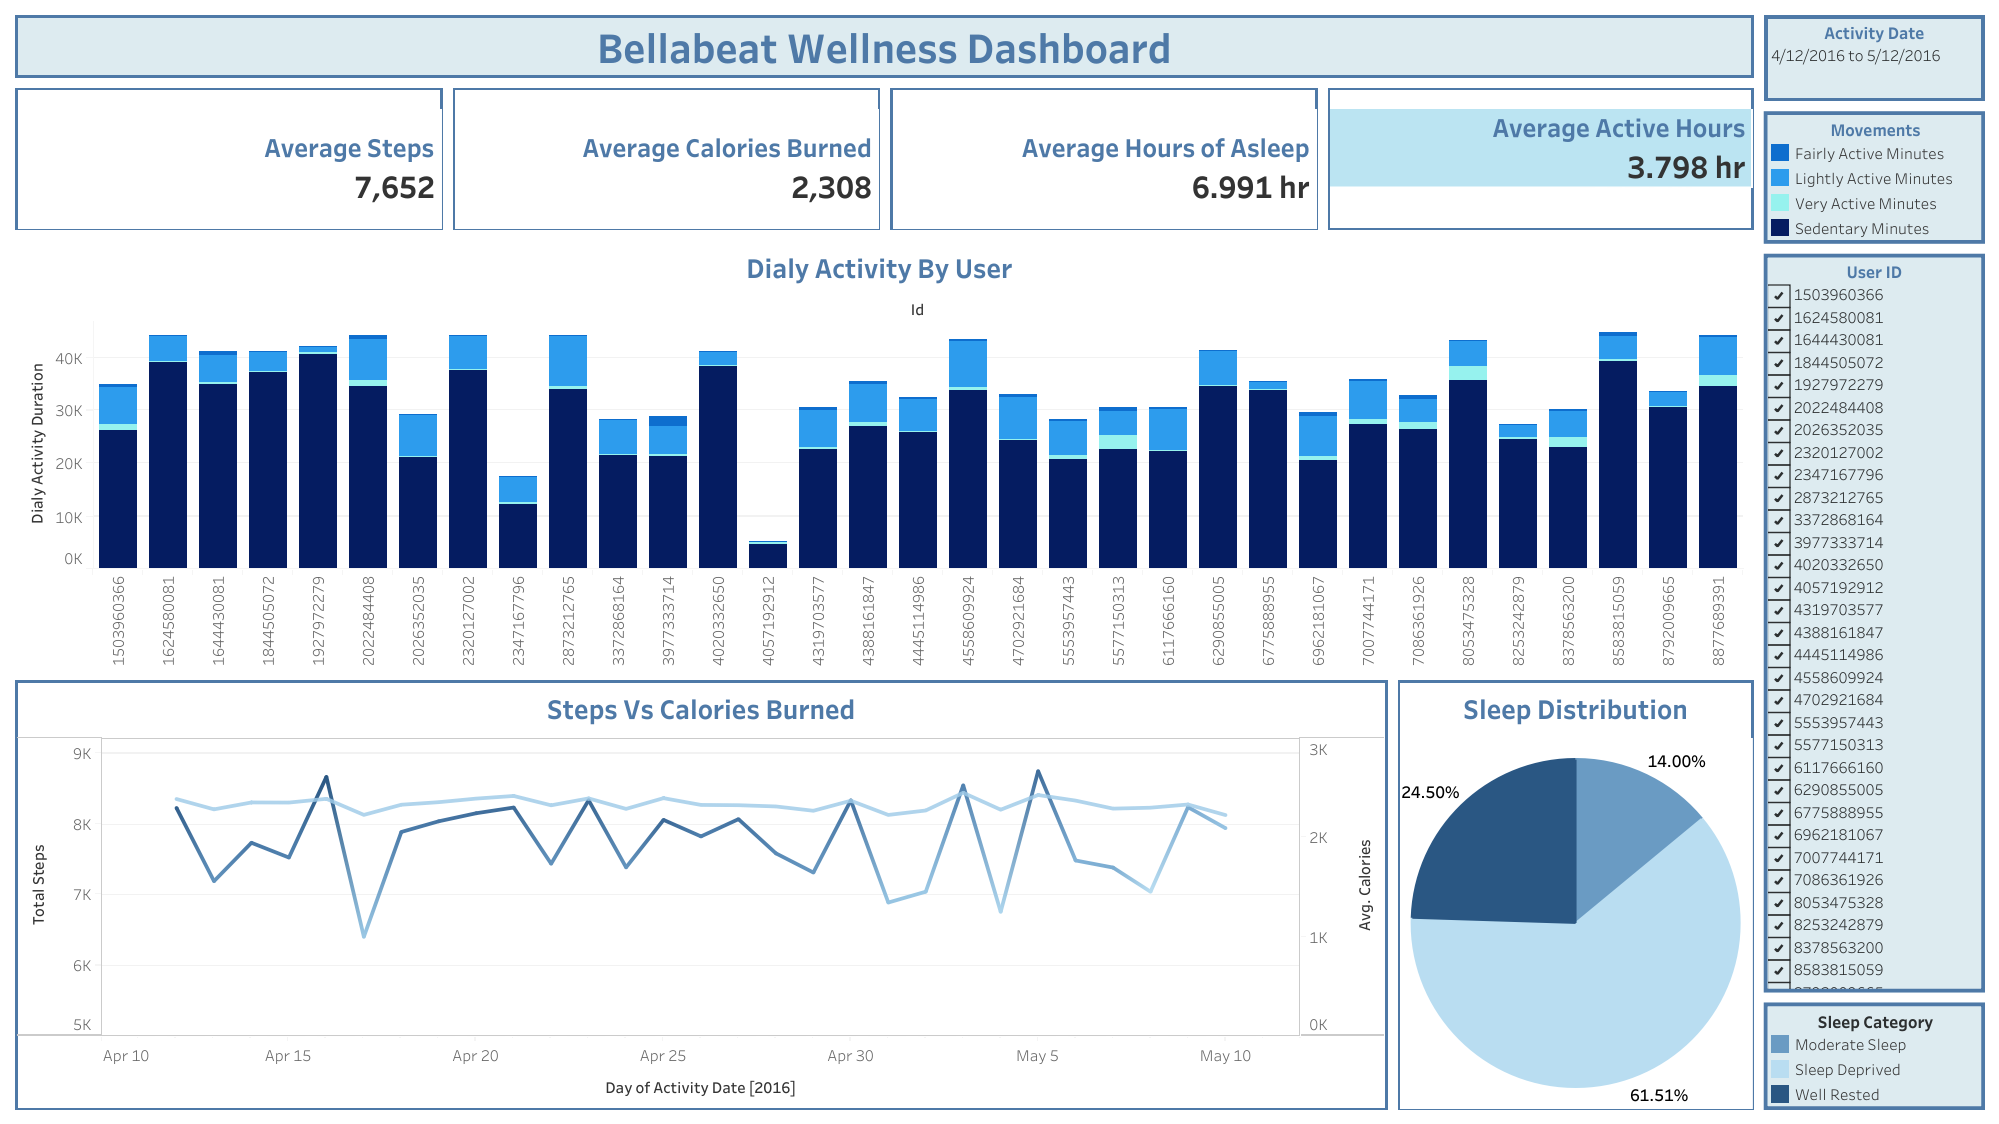 Bellabeat Wellness Dashboard
Average Steps
7,652
Average Calories Burned
2,308
Average Hours of Asleep
6.991 hr
Average Active Hours
3.798 hr
Activity Date
4/12/2016 to 5/12/2016
Movements
Fairly Active Minutes
Lightly Active Minutes
Very Active Minutes
Sedentary Minutes
Dialy Activity By User
Id
Dialy Activity Duration
40K
30K
20K
10K
0K
1503960366
1624580081
1644430081
1844505072
1927972279
2022484408
2026352035
2320127002
2347167796
2873212765
3372868164
3977333714
4020332650
4057192912
4319703577
4388161847
4445114986
4558609924
4702921684
5553957443
5577150313
6117666160
6290855005
6775888955
6962181067
7007744171
7086361926
8053475328
8253242879
8378563200
8583815059
8792009665
8877689391
User ID
1503960366
1624580081
1644430081
1844505072
1927972279
2022484408
2026352035
2320127002
2347167796
2873212765
3372868164
3977333714
4020332650
4057192912
4319703577
4388161847
4445114986
4558609924
4702921684
5553957443
5577150313
6117666160
6290855005
6775888955
6962181067
7007744171
7086361926
8053475328
8253242879
8378563200
8583815059
Steps Vs Calories Burned
Total Steps
9K
8K
7K
6K
5K
3K
2K
1K
0K
Avg. Calories
Apr 10
Apr 15
Apr 20
Apr 25
Apr 30
May 5
May 10
Day of Activity Date [2016]
Sleep Distribution
14.00%
24.50%
61.51%
Sleep Category
Moderate Sleep
Sleep Deprived
Well Rested